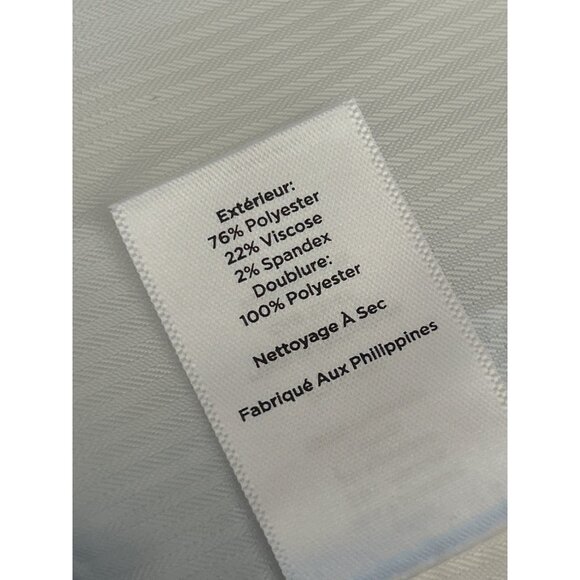 Extérieur:
76% Polyester
22% Viscose
2% Spandex
Doublure:
100% Polyester
Nettoyage À Sec
Fabriqué Aux Philippines